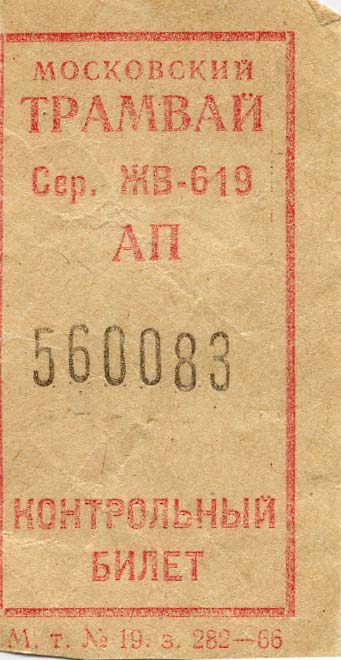 МОСКОВСКИЙ
ТРАМВАЙ
Сер. ЖВ-619
АП
560083
КОНТРОЛЬНЫЙ
БИЛЕТ
М. т. № 19. з. 282—66